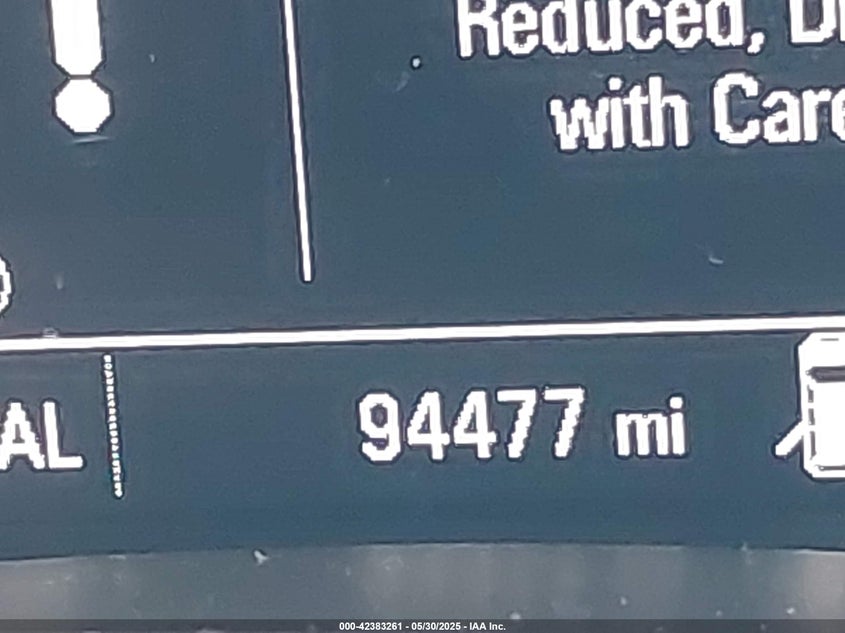 Reduced,
with Care
AL
94477 mi
000-42383261 - 05/30/2025 - IAA Inc.